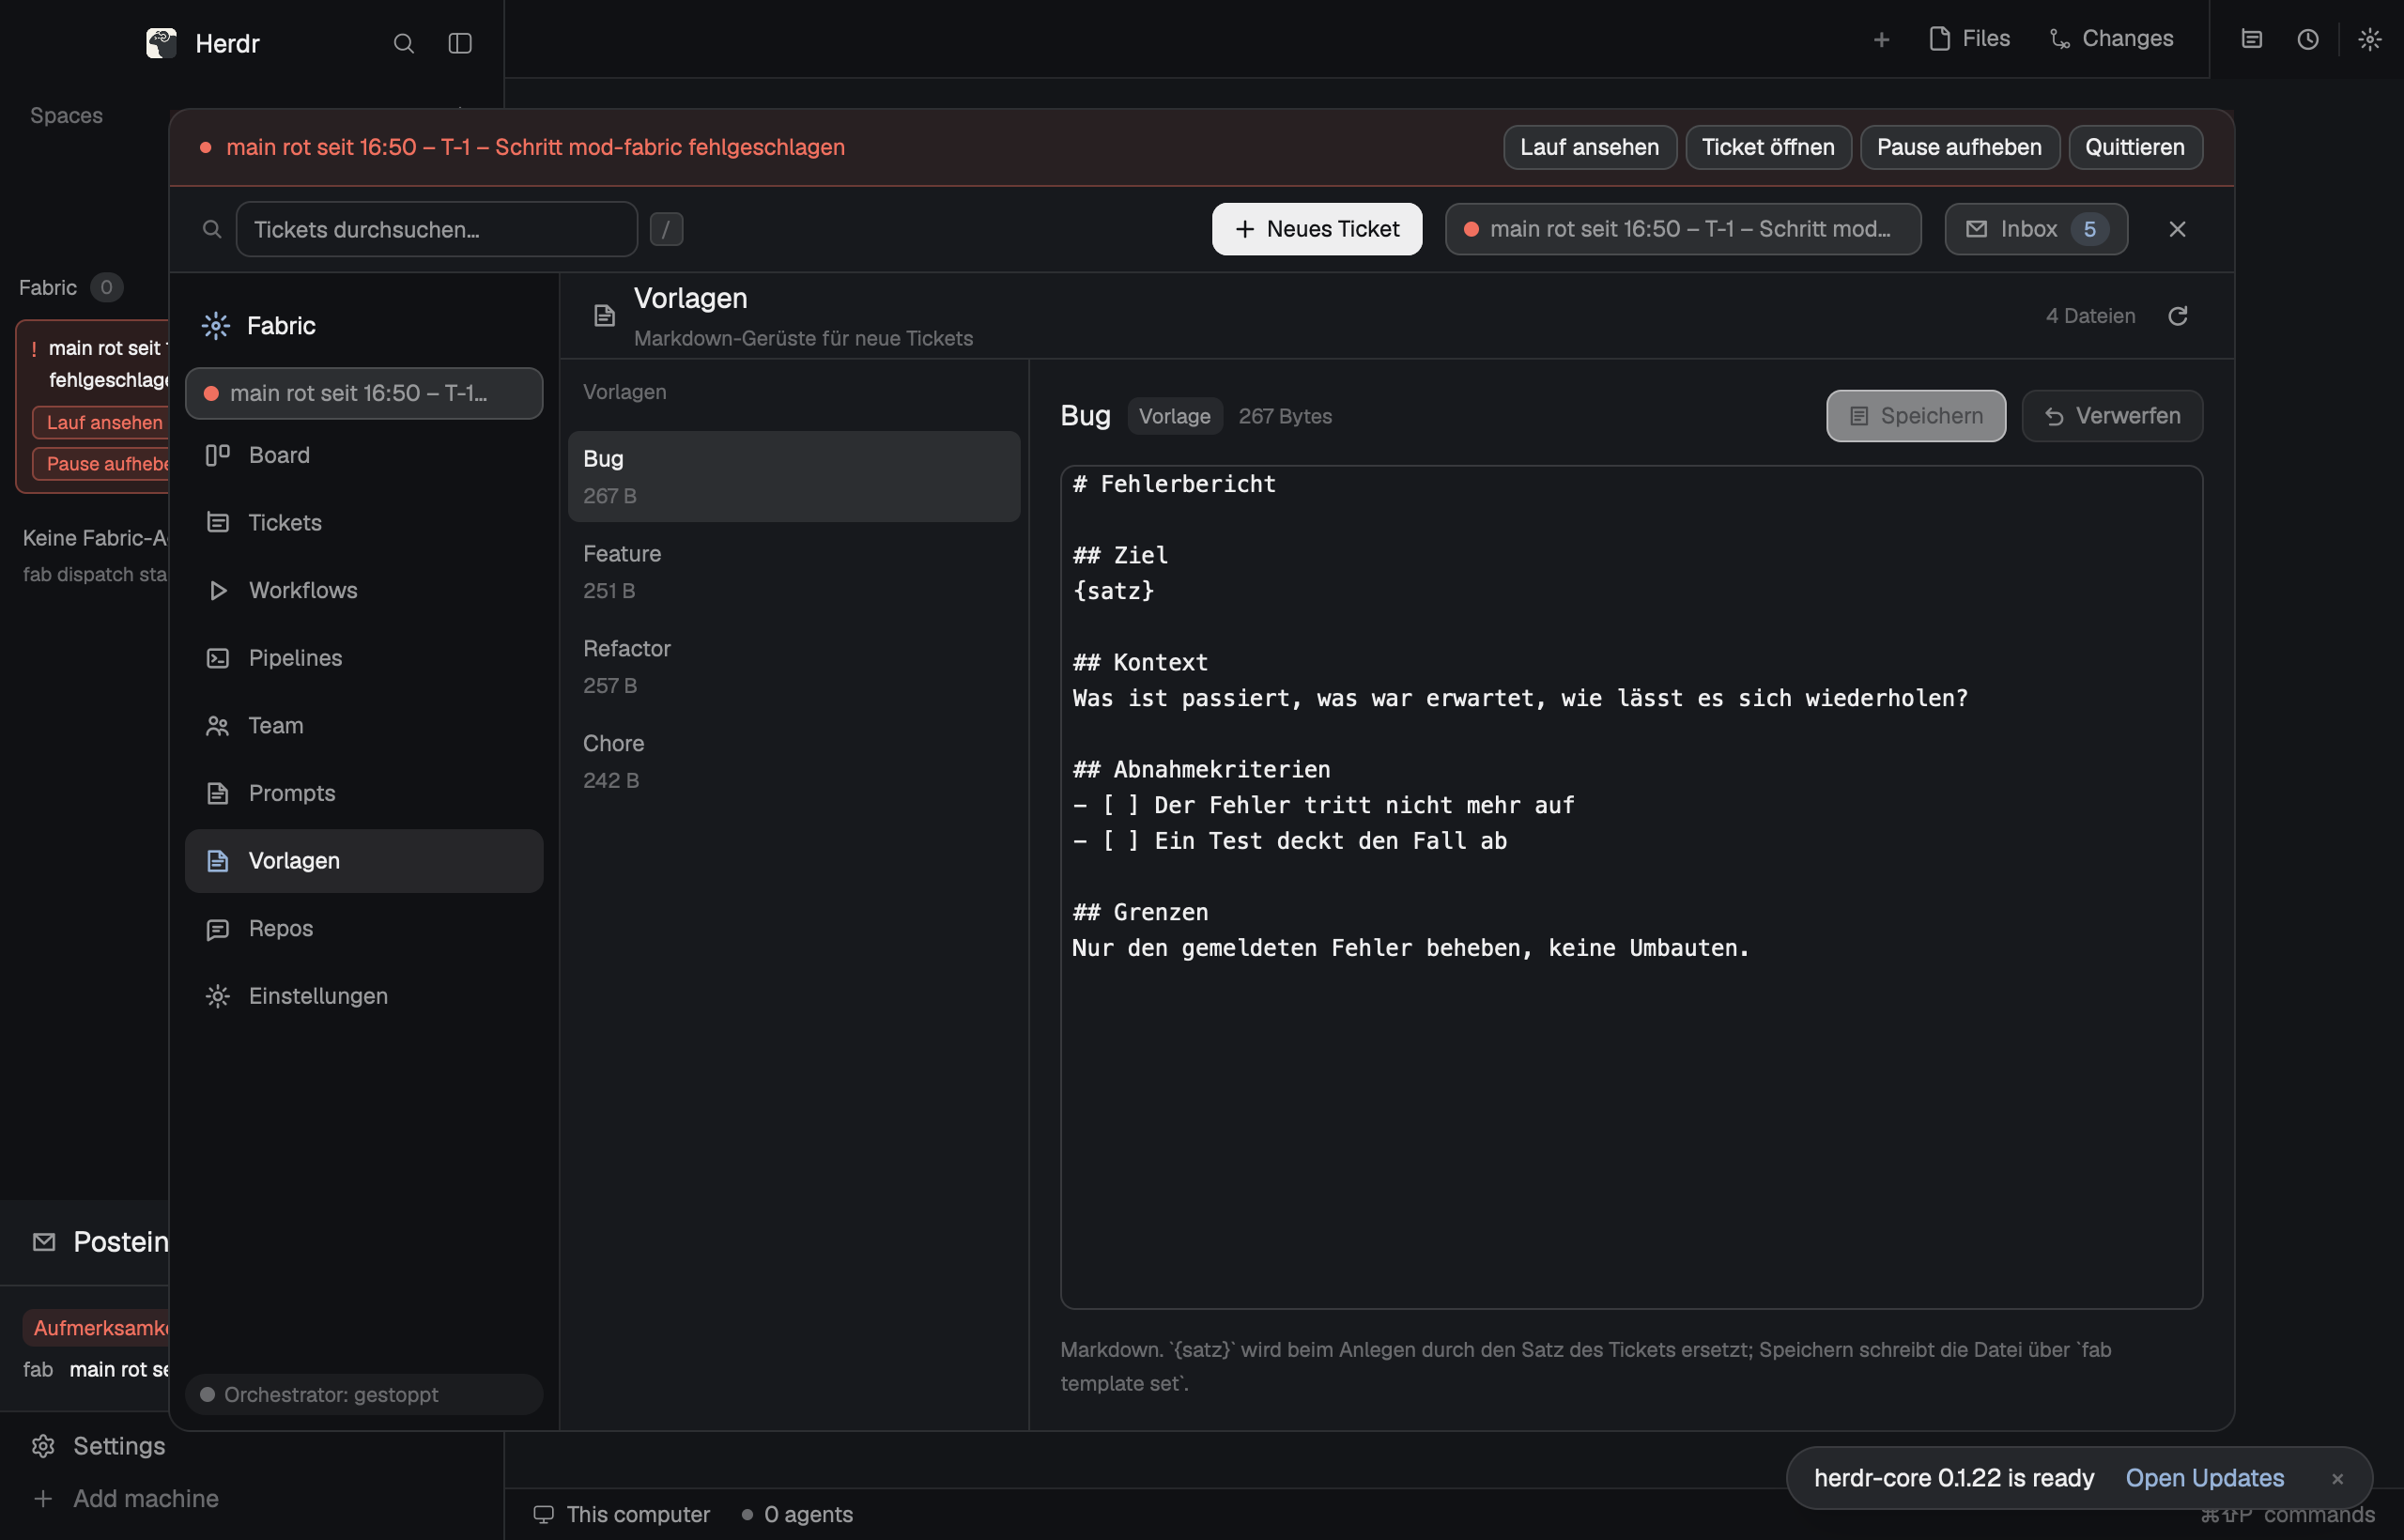 Herdr
+ Files Changes
Spaces
main rot seit 16:50 – T-1 – Schritt mod-fabric fehlgeschlagen
Lauf ansehen Ticket öffnen Pause aufheben Quittieren
Tickets durchsuchen... /
+ Neues Ticket
main rot seit 16:50 – T-1 – Schritt mod...
Inbox 5
Fabric 0
! main rot seit
fehlgeschlage
Lauf ansehen
Pause aufhebe
Keine Fabric-A
fab dispatch sta
Fabric
main rot seit 16:50 – T-1...
Board
Tickets
Workflows
Pipelines
Team
Prompts
Vorlagen
Repos
Einstellungen
Orchestrator: gestoppt
Vorlagen
Markdown-Gerüste für neue Tickets
4 Dateien
Vorlagen
Bug
267 B
Feature
251 B
Refactor
257 B
Chore
242 B
Bug Vorlage 267 Bytes
Speichern Verwerfen
# Fehlerbericht
## Ziel
{satz}
## Kontext
Was ist passiert, was war erwartet, wie lässt es sich wiederholen?
## Abnahmekriterien
- [ ] Der Fehler tritt nicht mehr auf
- [ ] Ein Test deckt den Fall ab
## Grenzen
Nur den gemeldeten Fehler beheben, keine Umbauten.
Markdown. `{satz}` wird beim Anlegen durch den Satz des Tickets ersetzt; Speichern schreibt die Datei über `fab
template set`.
Postein
Aufmerksamke
fab main rot se
Settings
+ Add machine
This computer 0 agents
herdr-core 0.1.22 is ready Open Updates ×
⌘⇧P commands